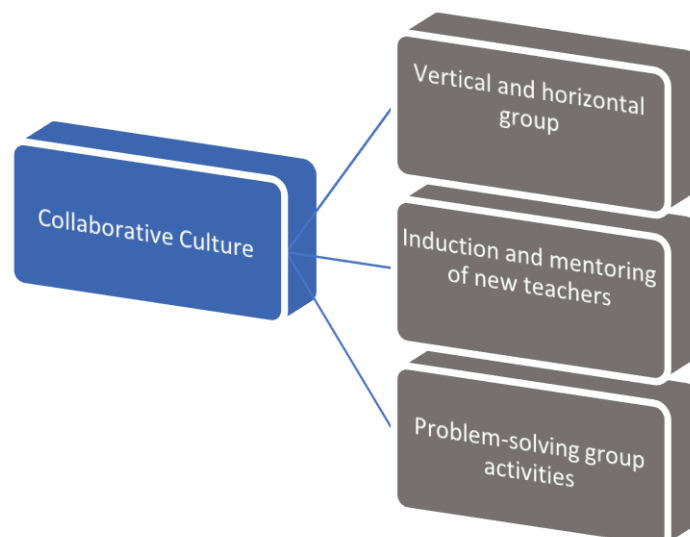 Collaborative Culture
Vertical and horizontal
group
Induction and mentoring
of new teachers
Problem-solving group
activities